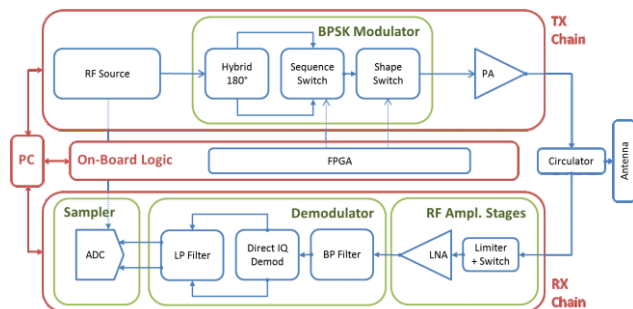 BPSK Modulator
TX
Chain
RF Source
Hybrid
180°
Sequence
Switch
Shape
Switch
PA
PC
On-Board Logic
FPGA
Circulator
Antenna
Sampler
Demodulator
RF Ampl. Stages
ADC
LP Filter
Direct IQ
Demod
BP Filter
LNA
Limiter
+ Switch
RX
Chain